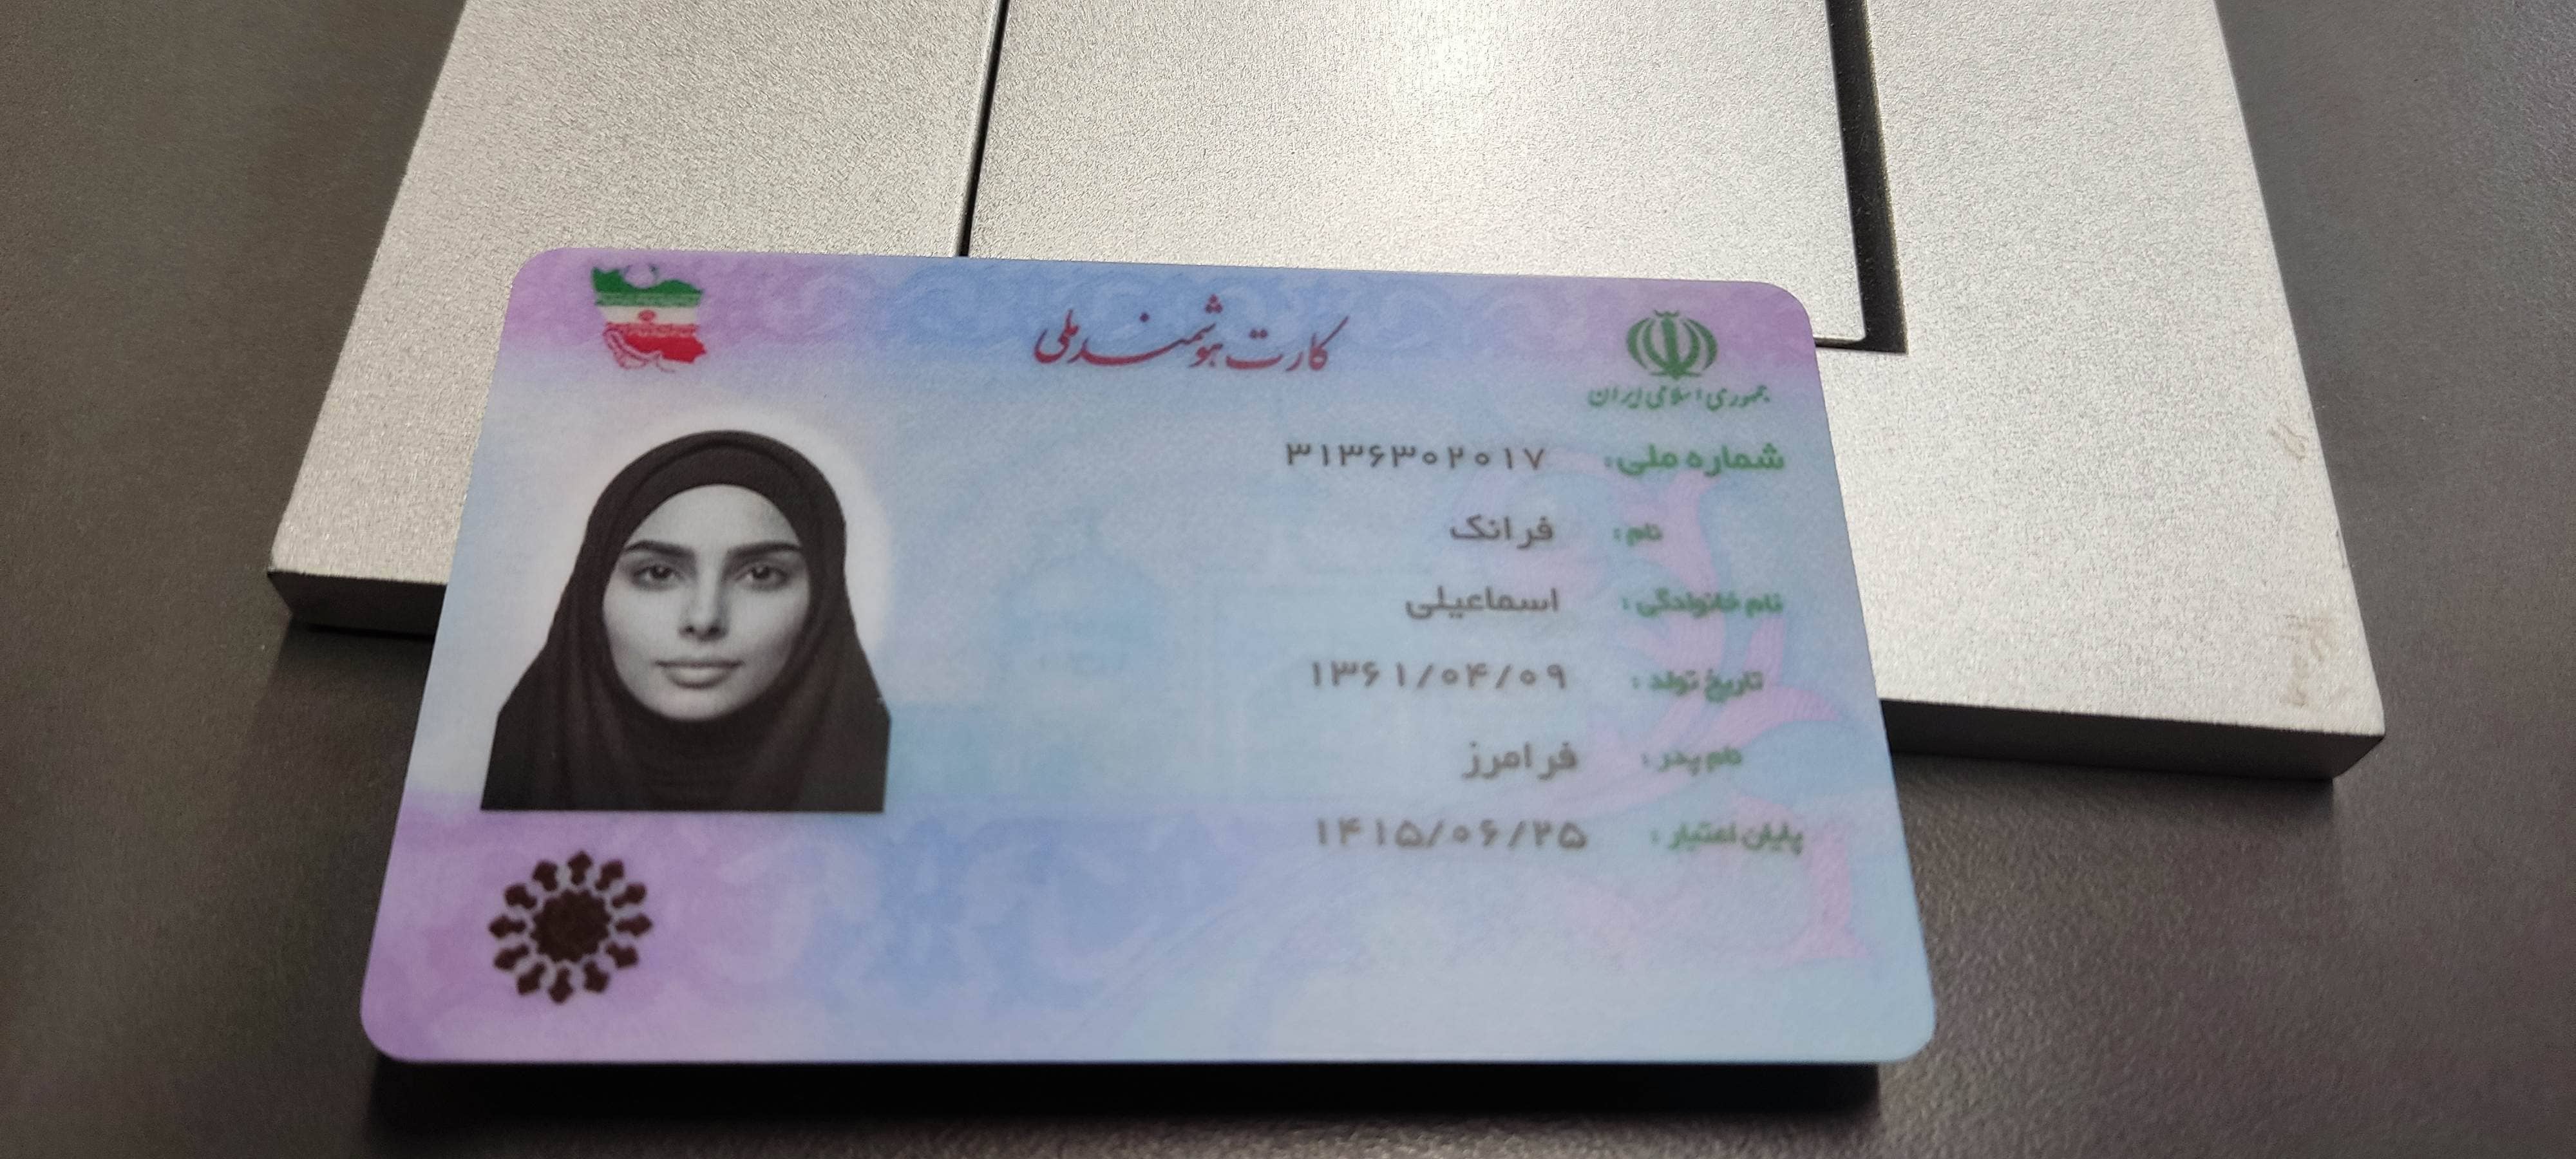 کارت هوشمند ملی
جمهوری اسلامی ایران
شماره ملی: ۳۱۳۶۳۰۲۰۱۷
نام: فرانک
نام خانوادگی: اسماعیلی
تاریخ تولد: ۱۳۶۱/۰۴/۰۹
نام پدر: فرامرز
پایان اعتبار: ۱۴۱۵/۰۶/۲۵